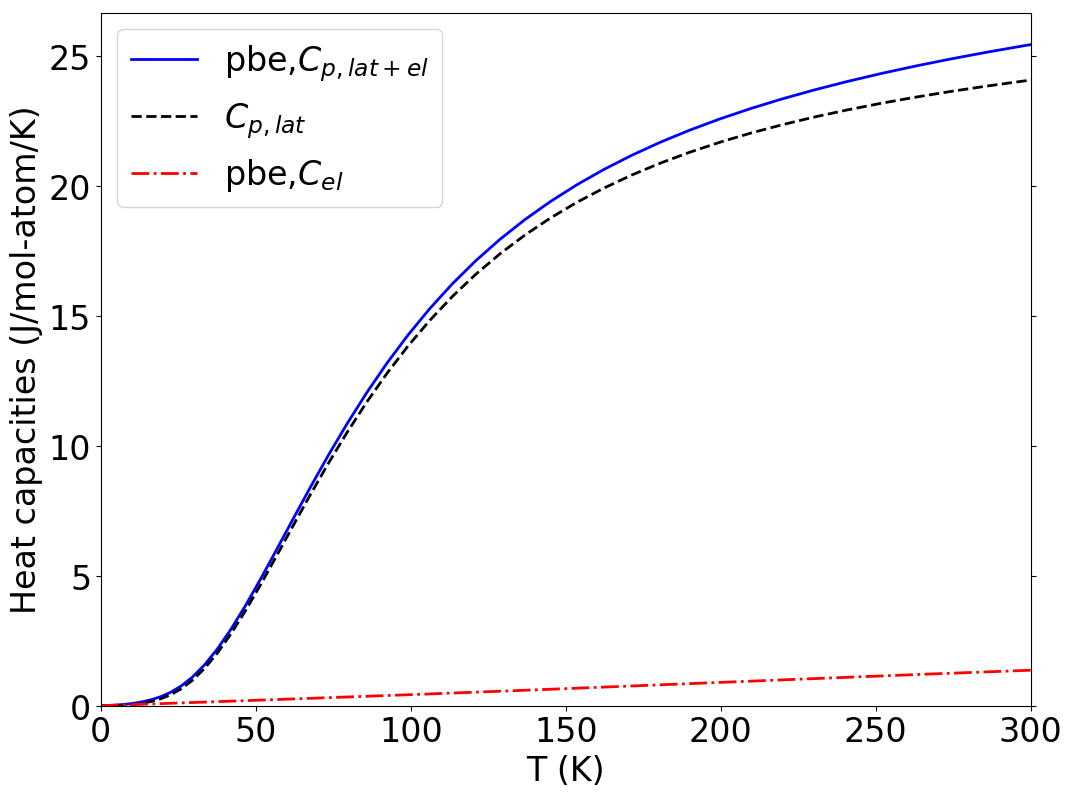 pbe,C_{p,lat+el}
C_{p,lat}
pbe,C_{el}
Heat capacities (J/mol-atom/K)
25
20
15
10
5
0
0 50 100 150 200 250 300
T (K)